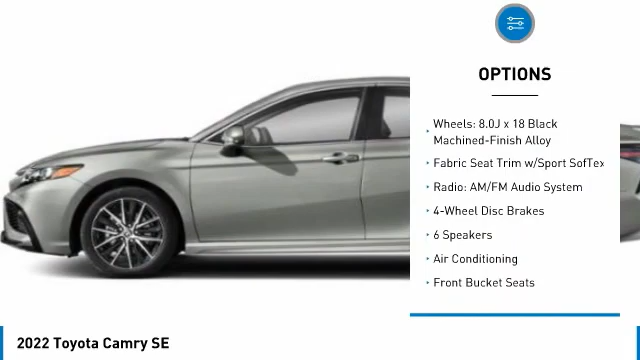 OPTIONS
Wheels: 8.0J x 18 Black
Machined-Finish Alloy
Fabric Seat Trim w/Sport SofTex
Radio: AM/FM Audio System
4-Wheel Disc Brakes
6 Speakers
Air Conditioning
Front Bucket Seats
2022 Toyota Camry SE